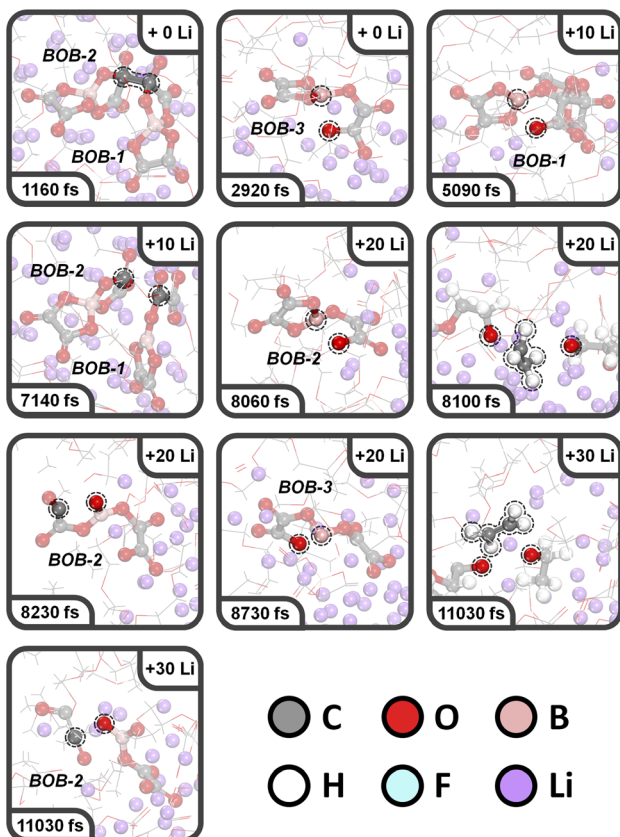 + 0 Li
BOB-2
BOB-1
1160 fs
+ 0 Li
BOB-3
2920 fs
+10 Li
BOB-1
5090 fs
+10 Li
BOB-2
BOB-1
7140 fs
+20 Li
BOB-2
8060 fs
+20 Li
8100 fs
+20 Li
BOB-2
8230 fs
+20 Li
BOB-3
8730 fs
+30 Li
11030 fs
+30 Li
BOB-2
11030 fs
C O B
H F Li